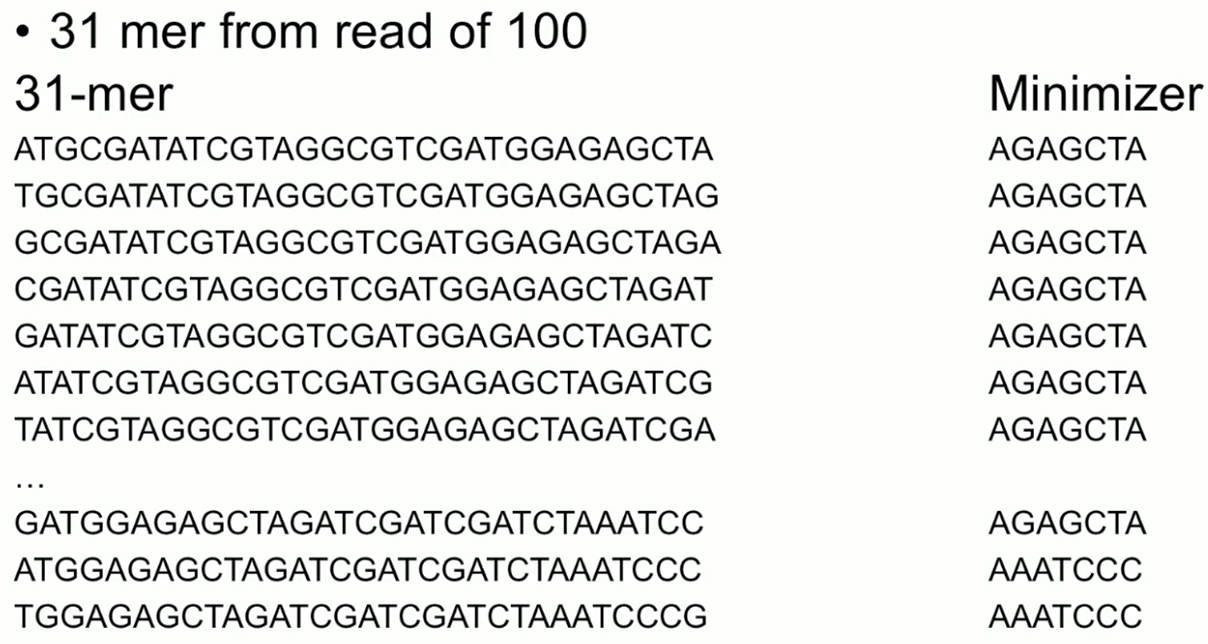 • 31 mer from read of 100
31-mer Minimizer
ATGCGATATCGTAGGCGTCGATGGAGAGCTA AGAGCTA
TGCGATATCGTAGGCGTCGATGGAGAGCTAG AGAGCTA
GCGATATCGTAGGCGTCGATGGAGAGCTAGA AGAGCTA
CGATATCGTAGGCGTCGATGGAGAGCTAGAT AGAGCTA
GATATCGTAGGCGTCGATGGAGAGCTAGATC AGAGCTA
ATATCGTAGGCGTCGATGGAGAGCTAGATCG AGAGCTA
TATCGTAGGCGTCGATGGAGAGCTAGATCGA AGAGCTA
...
GATGGAGAGCTAGATCGATCGATCTAAATCC AGAGCTA
ATGGAGAGCTAGATCGATCGATCTAAATCCC AAATCCC
TGGAGAGCTAGATCGATCGATCTAAATCCCG AAATCCC